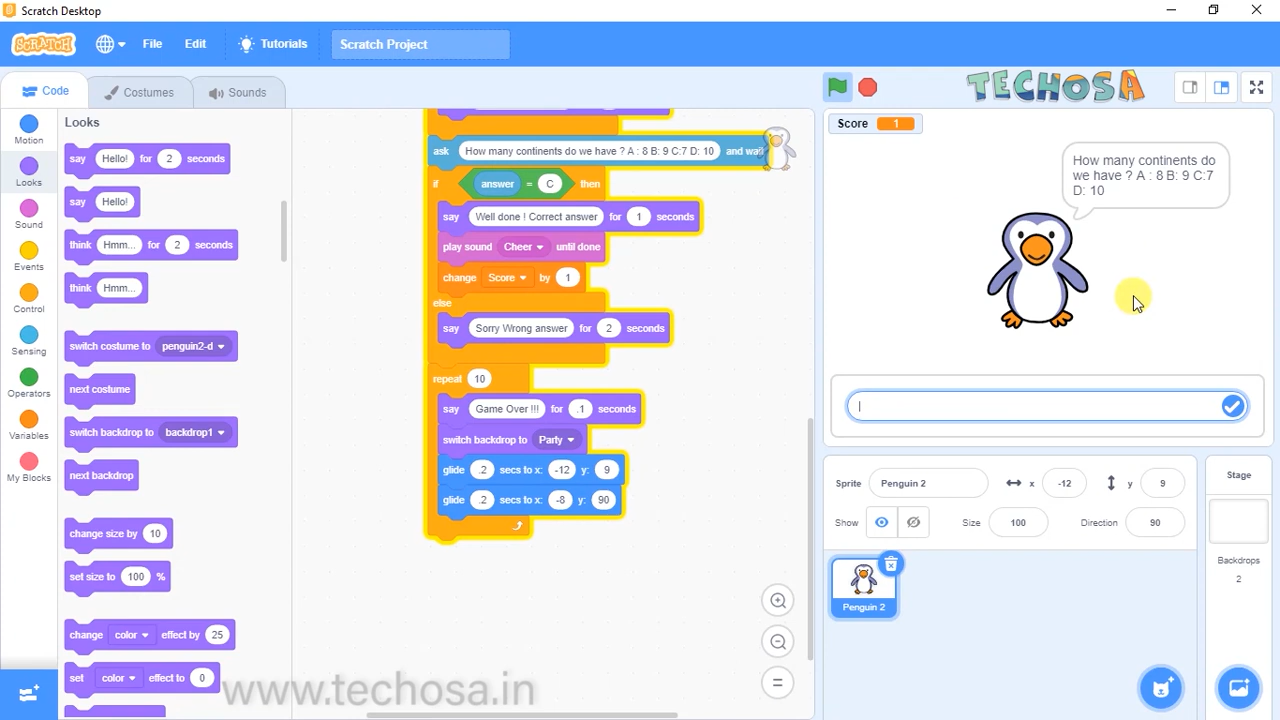 Scratch Desktop
SCRATCH File Edit Tutorials Scratch Project
Code Costumes Sounds TECHOSA
Motion
Looks
Sound
Events
Control
Sensing
Operators
Variables
My Blocks
Looks
say Hello! for 2 seconds
say Hello!
think Hmm... for 2 seconds
think Hmm...
switch costume to penguin2-d
next costume
switch backdrop to backdrop1
next backdrop
change size by 10
set size to 100 %
change color effect by 25
set color effect to 0
ask How many continents do we have ? A : 8 B: 9 C:7 D: 10 and wait
if answer = C then
say Well done ! Correct answer for 1 seconds
play sound Cheer until done
change Score by 1
else
say Sorry Wrong answer for 2 seconds
repeat 10
say Game Over !!! for .1 seconds
switch backdrop to Party
glide .2 secs to x: -12 y: 9
glide .2 secs to x: -8 y: 90
www.techosa.in
Score 1
How many continents do
we have ? A : 8 B: 9 C:7
D: 10
Sprite Penguin 2 x -12 y 9
Show Size 100 Direction 90
Penguin 2
Stage
Backdrops
2